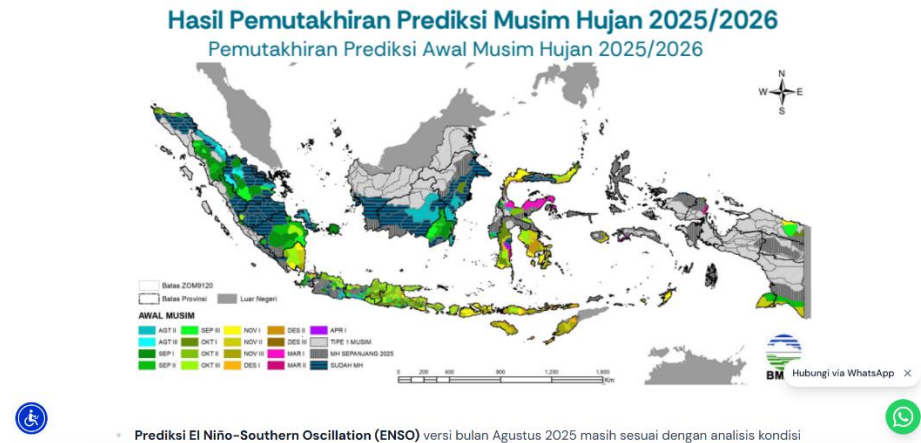 Hasil Pemutakhiran Prediksi Musim Hujan 2025/2026
Pemutakhiran Prediksi Awal Musim Hujan 2025/2026
N
W E
S
Batas ZOM9120
Batas Provinsi Luar Negeri
AWAL MUSIM
AGT II SEP III NOV I DES II APR I
AGT III OKT I NOV II DES III TIPE 1 MUSIM
SEP I OKT II NOV III MAR I MH SEPANJANG 2025
SEP II OKT III DES I MAR II SUDAH MH
0 200 400 800 1,200 1,600
Km
BM
Hubungi via WhatsApp
Prediksi El Niño-Southern Oscillation (ENSO) versi bulan Agustus 2025 masih sesuai dengan analisis kondisi